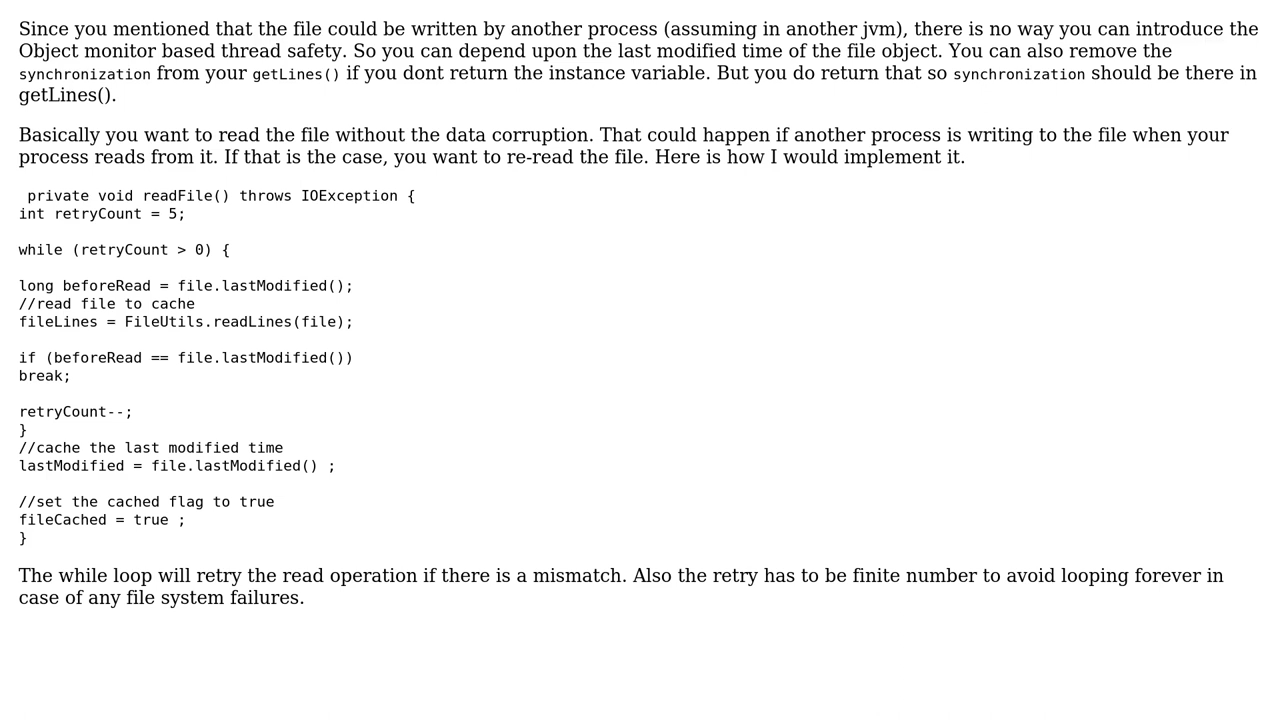 Since you mentioned that the file could be written by another process (assuming in another jvm), there is no way you can introduce the
Object monitor based thread safety. So you can depend upon the last modified time of the file object. You can also remove the
synchronization from your getLines() if you dont return the instance variable. But you do return that so synchronization should be there in
getLines().
Basically you want to read the file without the data corruption. That could happen if another process is writing to the file when your
process reads from it. If that is the case, you want to re-read the file. Here is how I would implement it.
private void readFile() throws IOException {
int retryCount = 5;
while (retryCount > 0) {
long beforeRead = file.lastModified();
//read file to cache
fileLines = FileUtils.readLines(file);
if (beforeRead == file.lastModified())
break;
retryCount--;
}
//cache the last modified time
lastModified = file.lastModified() ;
//set the cached flag to true
fileCached = true ;
}
The while loop will retry the read operation if there is a mismatch. Also the retry has to be finite number to avoid looping forever in
case of any file system failures.